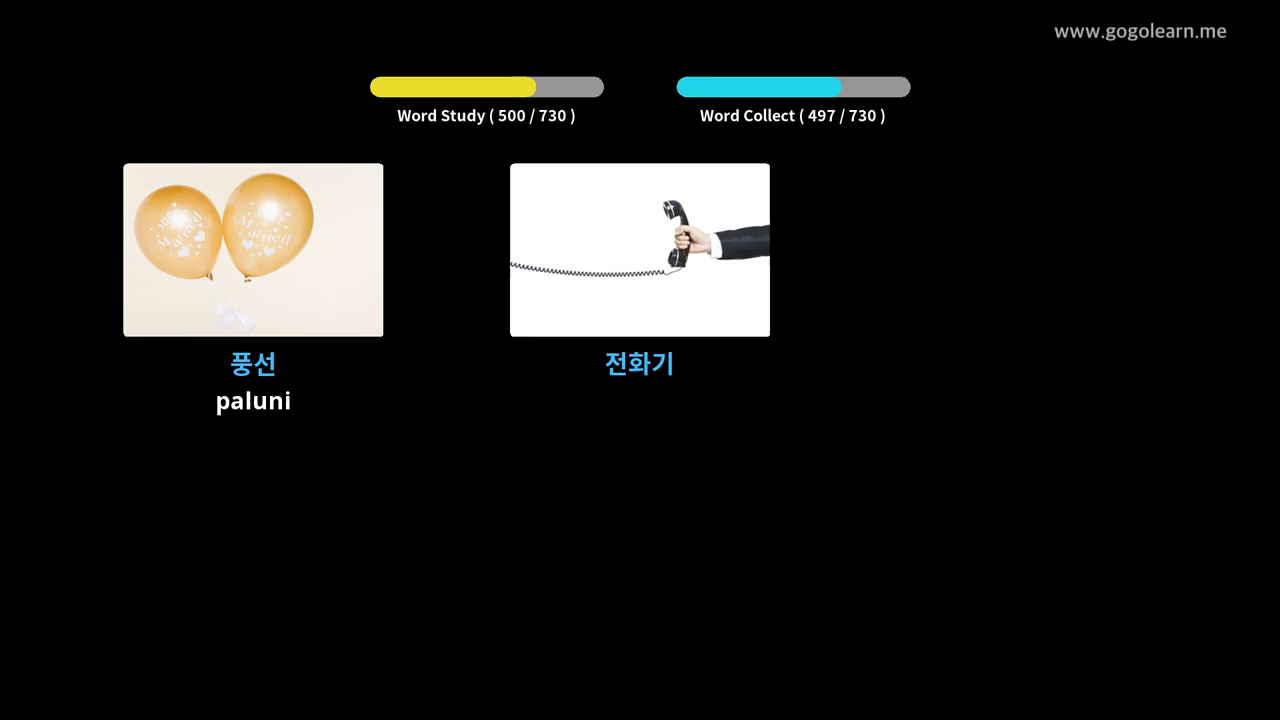 www.gogolearn.me
Word Study ( 500 / 730 )
Word Collect ( 497 / 730 )
풍선
전화기
paluni